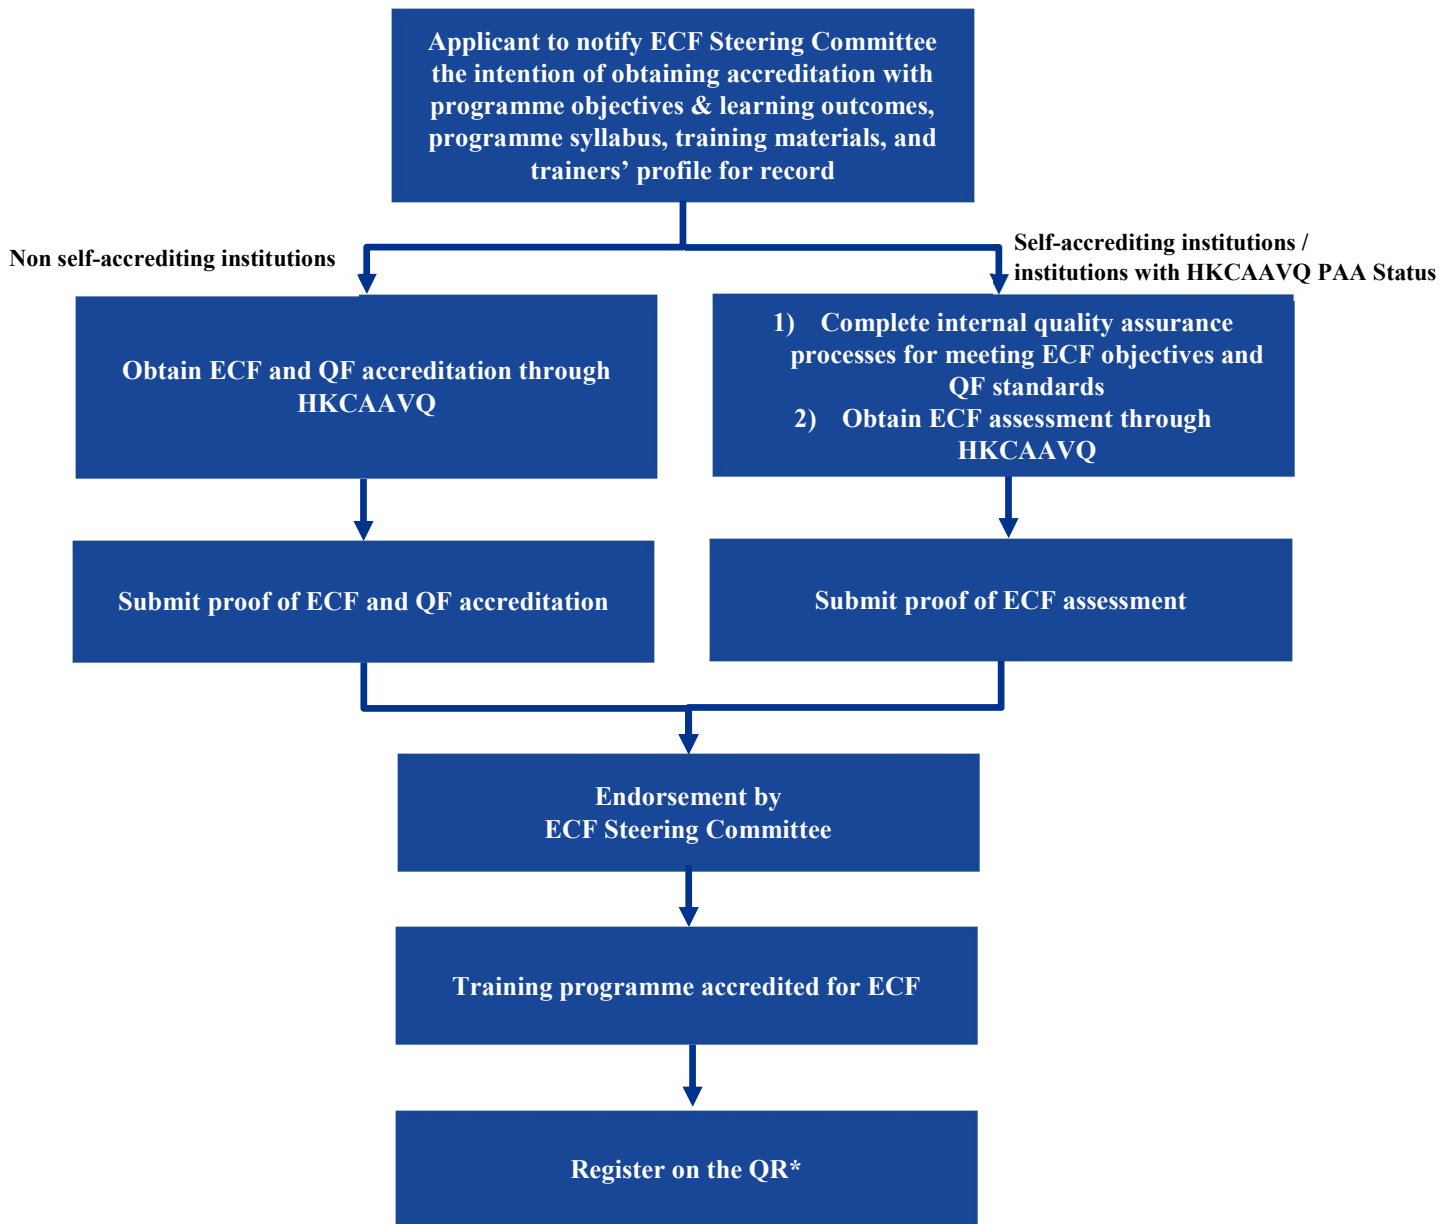 Applicant to notify ECF Steering Committee
the intention of obtaining accreditation with
programme objectives & learning outcomes,
programme syllabus, training materials, and
trainers’ profile for record
Non self-accrediting institutions
Self-accrediting institutions /
institutions with HKCAAVQ PAA Status
Obtain ECF and QF accreditation through
HKCAAVQ
1) Complete internal quality assurance
processes for meeting ECF objectives and
QF standards
2) Obtain ECF assessment through
HKCAAVQ
Submit proof of ECF and QF accreditation
Submit proof of ECF assessment
Endorsement by
ECF Steering Committee
Training programme accredited for ECF
Register on the QR*